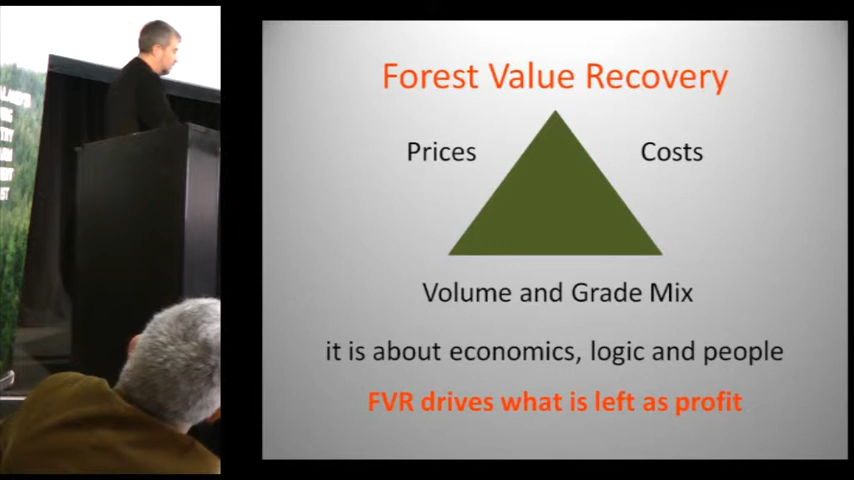 Forest Value Recovery
Prices
Costs
Volume and Grade Mix
it is about economics, logic and people
FVR drives what is left as profit